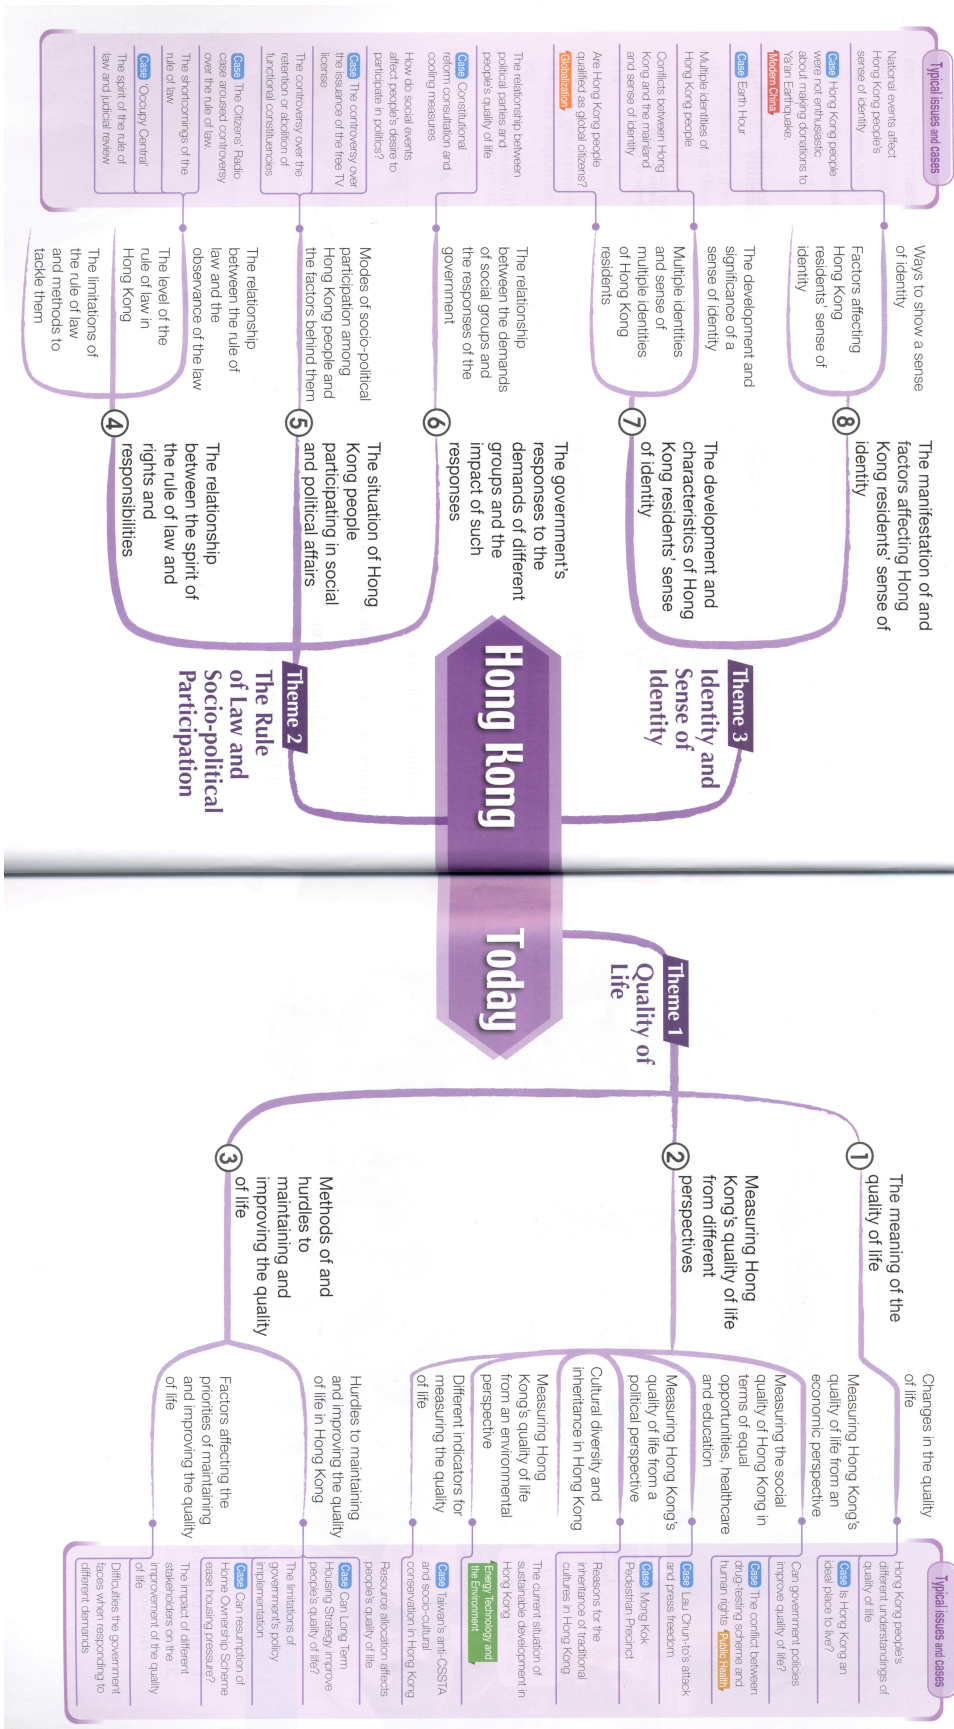 Typical issues and cases
National events affect
Hong Kong people's
sense of identity
Case Hong Kong people
were not enthusiastic
about making donations to
Ya'an Earthquake.
Modern China
Case Earth Hour
Multiple identities of
Hong Kong people
Conflicts between Hong
Kong and the mainland
and sense of identity
Are Hong Kong people
qualified as global citizens?
Globalization
The relationship between
political parties and
people's quality of life
Case Constitutional
reform consultation and
cooling measures
How do social events
affect people's desire to
participate in politics?
Case The controversy over
the issuance of the free TV
license
The controversy over the
retention or abolition of
functional constituencies
Case The Citizens' Radio
case aroused controversy
over the rule of law.
The shortcomings of the
rule of law
Case 'Occupy Central'
The spirit of the rule of
law and judicial review
Ways to show a sense
of identity
Factors affecting
Hong Kong
residents' sense of
identity
The development and
significance of a
sense of identity
Multiple identities
and sense of
multiple identities
of Hong Kong
residents
The relationship
between the demands
of social groups and
the responses of the
government
Modes of socio-political
participation among
Hong Kong people and
the factors behind them
The relationship
between the rule of
law and the
observance of the law
The level of the
rule of law in
Hong Kong
The limitations of
the rule of law
and methods to
tackle them
8
The manifestation of and
factors affecting Hong
Kong residents' sense of
identity
7
The development and
characteristics of Hong
Kong residents' sense
of identity
6
The government's
responses to the
demands of different
groups and the
impact of such
responses
5
The situation of Hong
Kong people
participating in social
and political affairs
4
The relationship
between the spirit of
the rule of law and
rights and
responsibilities
Theme 3
Identity and
Sense of
Identity
Theme 2
The Rule
of Law and
Socio-political
Participation
Hong Kong Today
Theme 1
Quality of
Life
1
The meaning of the
quality of life
2
Measuring Hong
Kong's quality of life
from different
perspectives
3
Methods of and
hurdles to
maintaining and
improving the quality
of life
Changes in the quality
of life
Measuring Hong Kong's
quality of life from an
economic perspective
Measuring the social
quality of Hong Kong in
terms of equal
opportunities, healthcare
and education
Measuring Hong Kong's
quality of life from a
political perspective
Cultural diversity and
inheritance in Hong Kong
Measuring Hong
Kong's quality of life
from an environmental
perspective
Different indicators for
measuring the quality
of life
Hurdles to maintaining
and improving the quality
of life in Hong Kong
Factors affecting the
priorities of maintaining
and improving the quality
of life
Typical issues and cases
Hong Kong people's
different understandings of
quality of life
Case Is Hong Kong an
ideal place to live?
Can government policies
improve quality of life?
Case The conflict between
drug-testing scheme and
human rights Public Health
Case Lau Chun-to's attack
and press freedom
Case Mong Kok
Pedestrian Precinct
Reasons for the
inheritance of traditional
cultures in Hong Kong
The current situation of
sustainable development in
Hong Kong
Energy Technology and
the Environment
Case Taiwan's anti-CSSTA
and socio-cultural
conservation in Hong Kong
Resource allocation affects
people's quality of life
Case Can Long Term
Housing Strategy improve
people's quality of life?
The limitations of
government's policy
implementation
Case Can resumption of
Home Ownership Scheme
ease housing pressure?
The impact of different
stakeholders on the
improvement of the quality
of life
Difficulties the government
faces when responding to
different demands